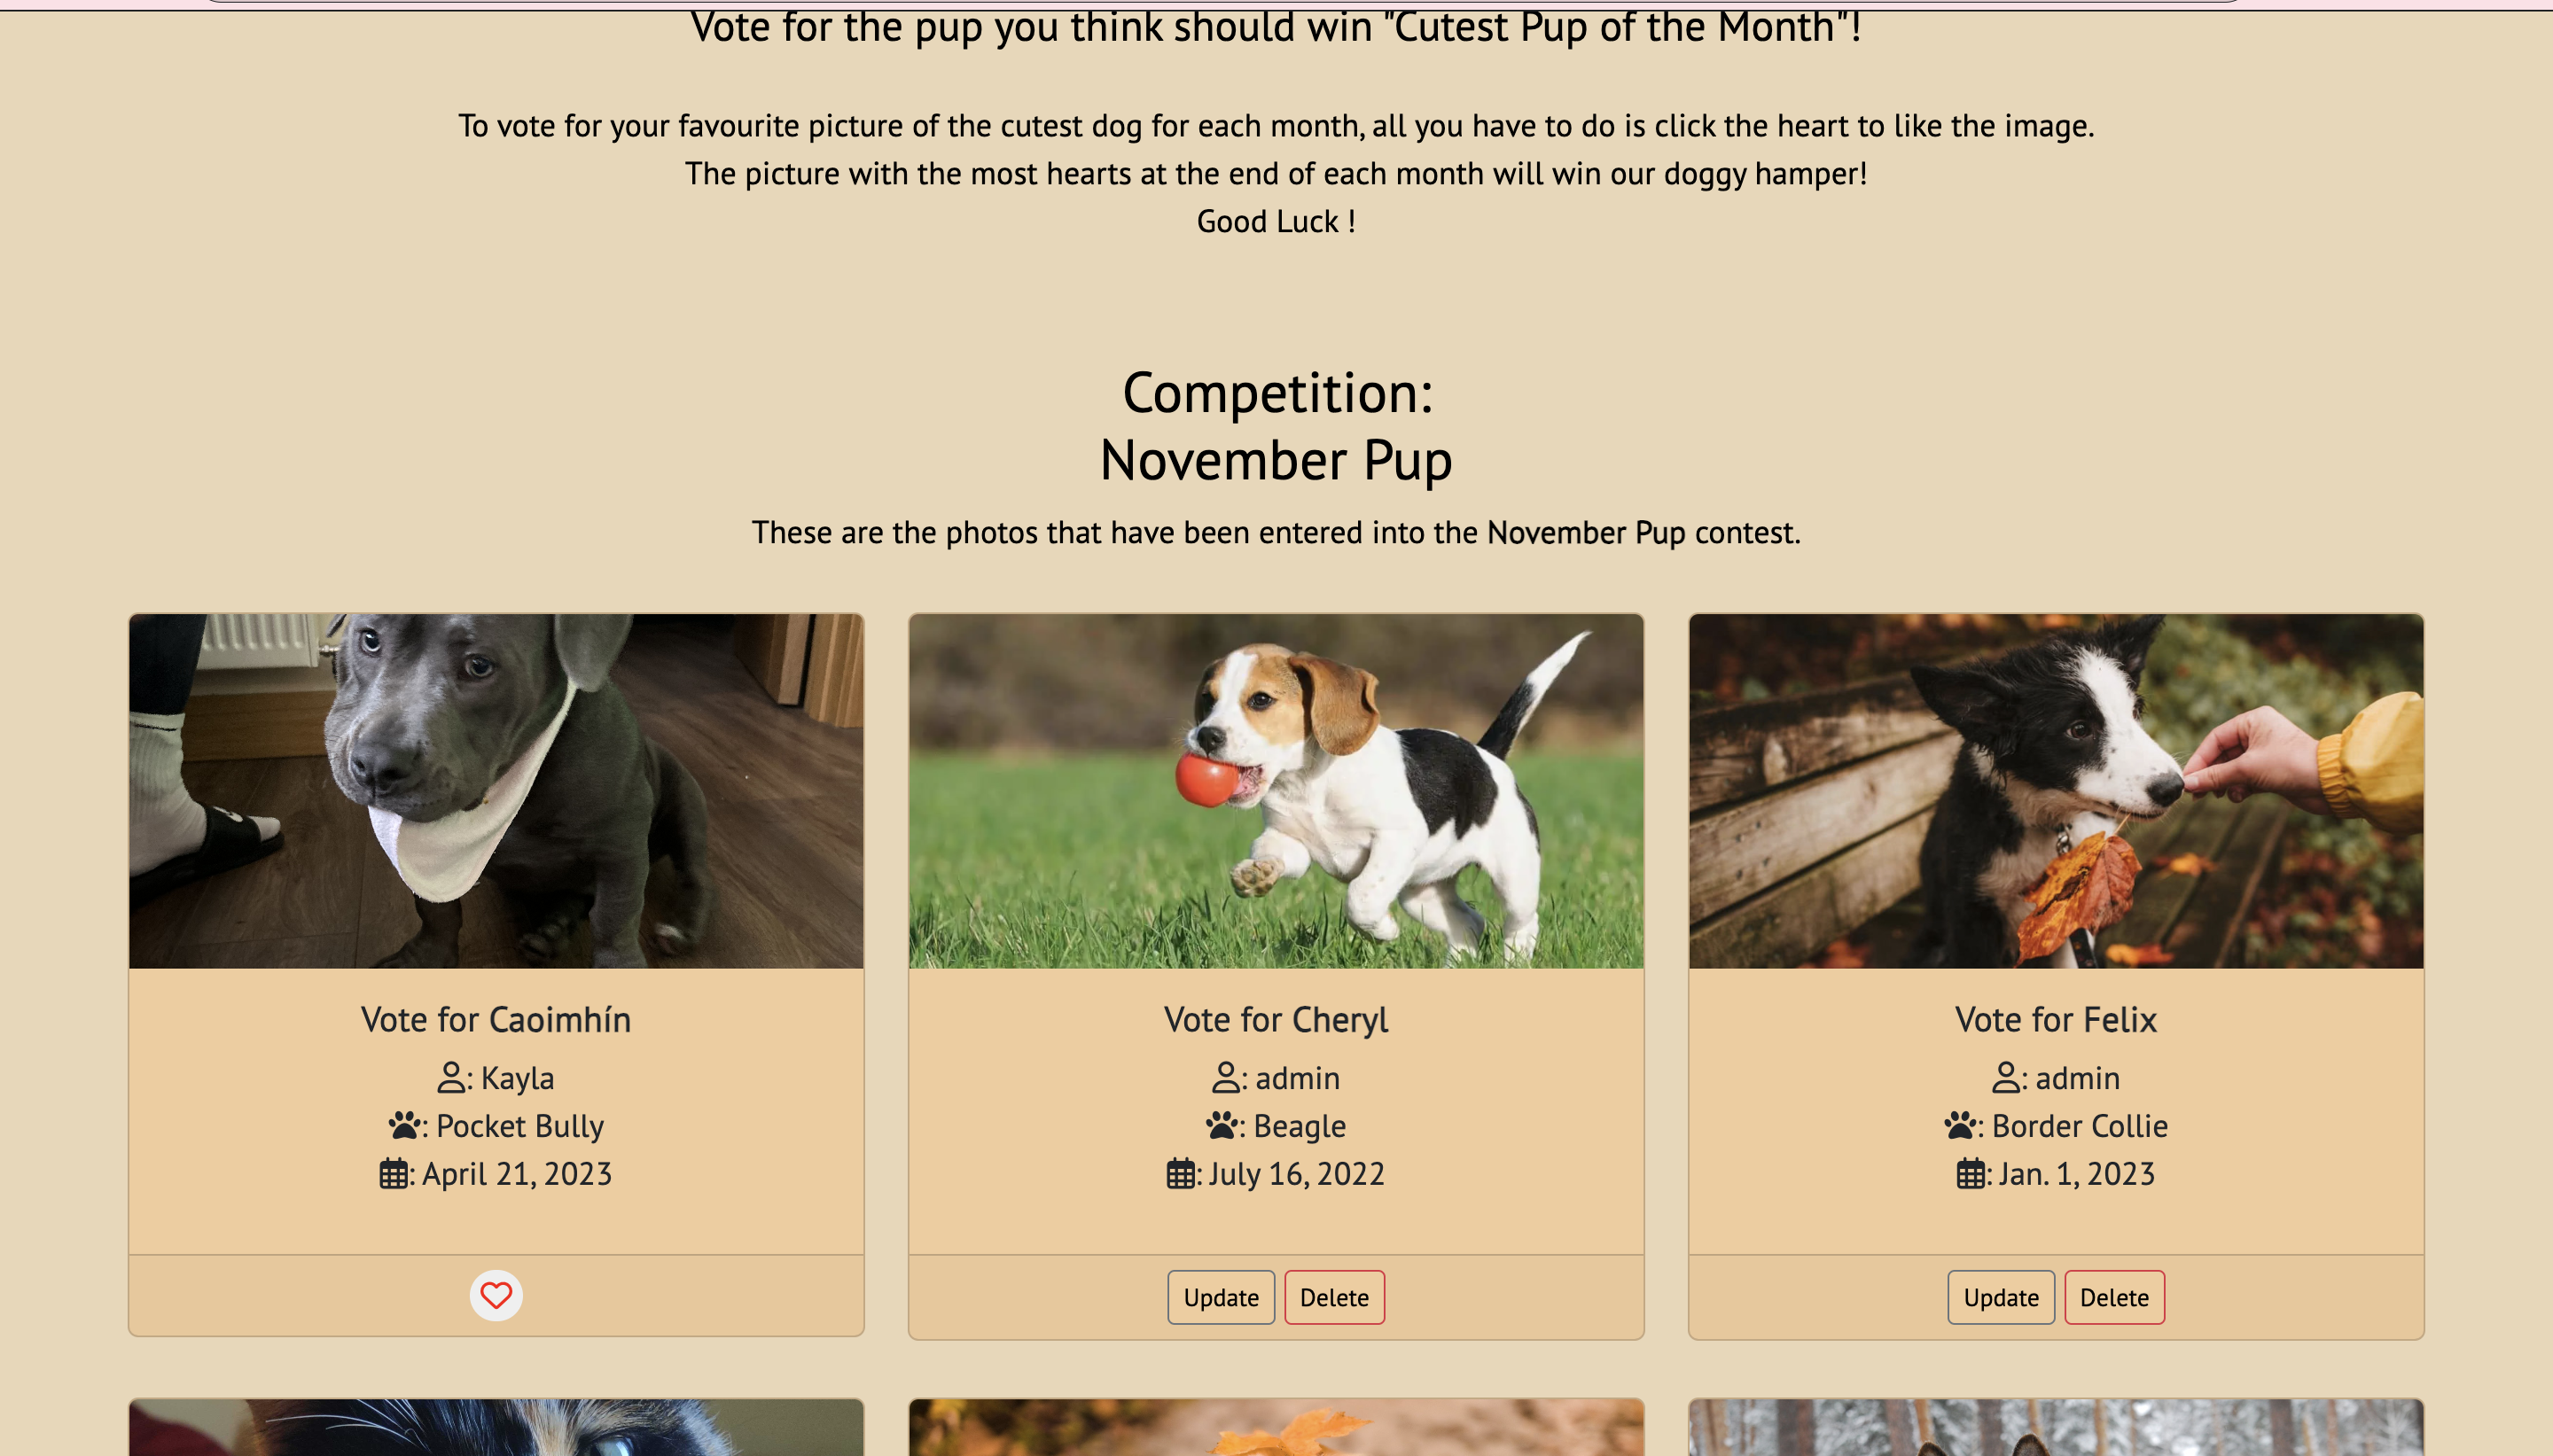 Vote for the pup you think should win "Cutest Pup of the Month"!
To vote for your favourite picture of the cutest dog for each month, all you have to do is click the heart to like the image.
The picture with the most hearts at the end of each month will win our doggy hamper!
Good Luck !
Competition:
November Pup
These are the photos that have been entered into the November Pup contest.
Vote for Caoimhín
: Kayla
: Pocket Bully
: April 21, 2023
Vote for Cheryl
: admin
: Beagle
: July 16, 2022
Update Delete
Vote for Felix
: admin
: Border Collie
: Jan. 1, 2023
Update Delete